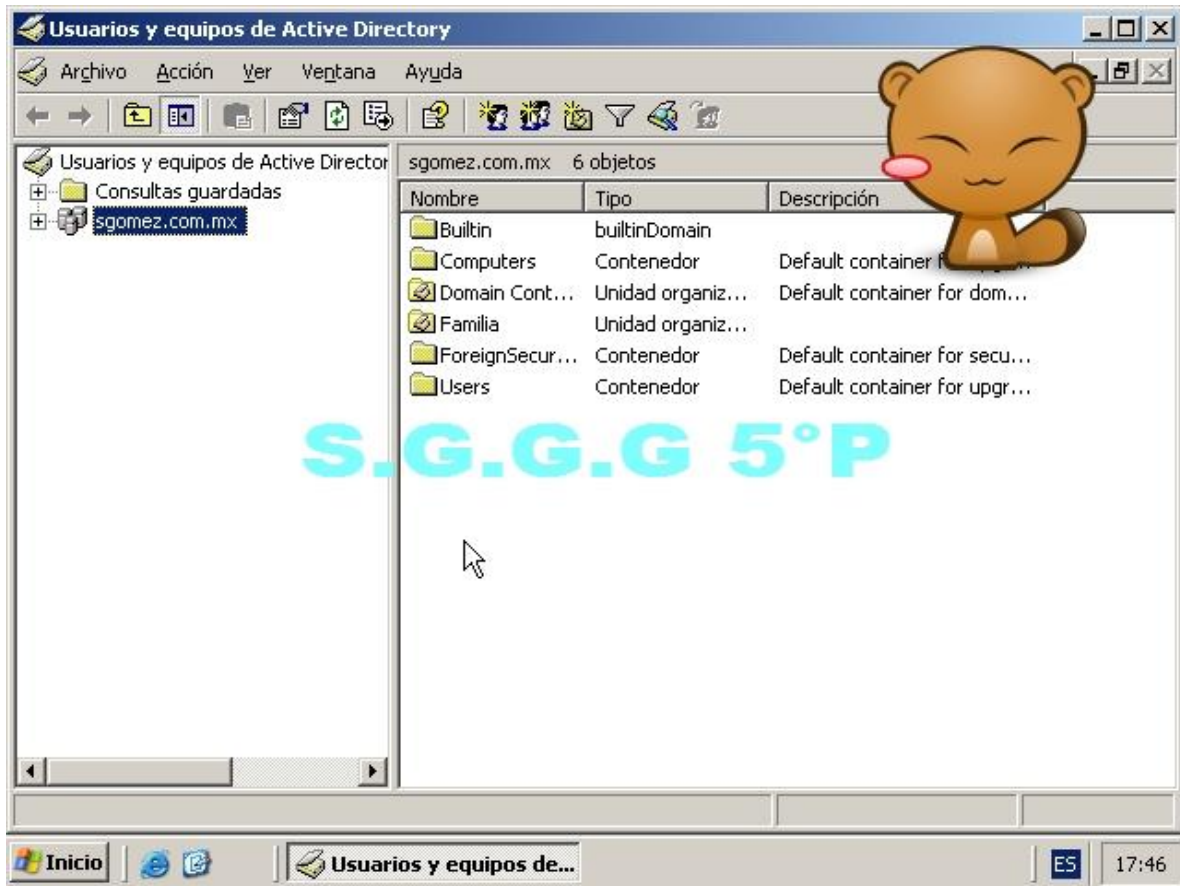 Usuarios y equipos de Active Directory
Archivo Acción Ver Ventana Ayuda
Usuarios y equipos de Active Director
Consultas guardadas
sgomez.com.mx
sgomez.com.mx 6 objetos
Nombre Tipo Descripción
Builtin builtinDomain
Computers Contenedor Default container
Domain Cont... Unidad organiz... Default container for dom...
Familia Unidad organiz...
ForeignSecur... Contenedor Default container for secu...
Users Contenedor Default container for upgr...
S.G.G.G 5°P
Inicio Usuarios y equipos de... ES 17:46